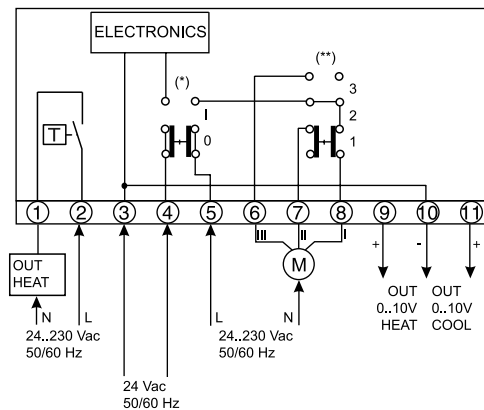 ELECTRONICS
(*)
(**)
3
I
2
T
0
1
1 2 3 4 5 6 7 8 9 10 11
III II I
+ - +
OUT
HEAT
M
N L
24..230 Vac
50/60 Hz
L
24..230 Vac
50/60 Hz
N
OUT
0..10V
HEAT
OUT
0..10V
COOL
24 Vac
50/60 Hz